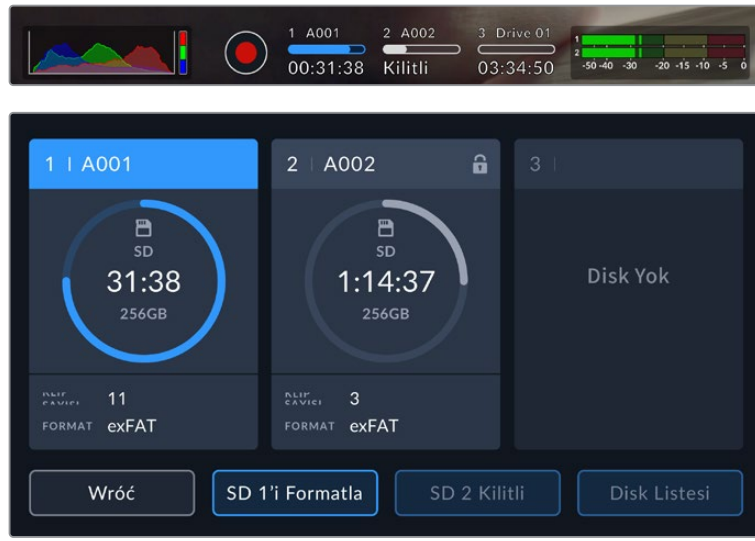 1 A001 2 A002 3 Drive 01
00:31:38 Kilitli 03:34:50
1
2
-50 -40 -30 -20 -15 -10 -5 0
1 | A001
SD
31:38
256GB
11
FORMAT exFAT
2 | A002
SD
1:14:37
256GB
3
FORMAT exFAT
3 |
Disk Yok
Wróć SD 1'i Formatla SD 2 Kilitli Disk Listesi